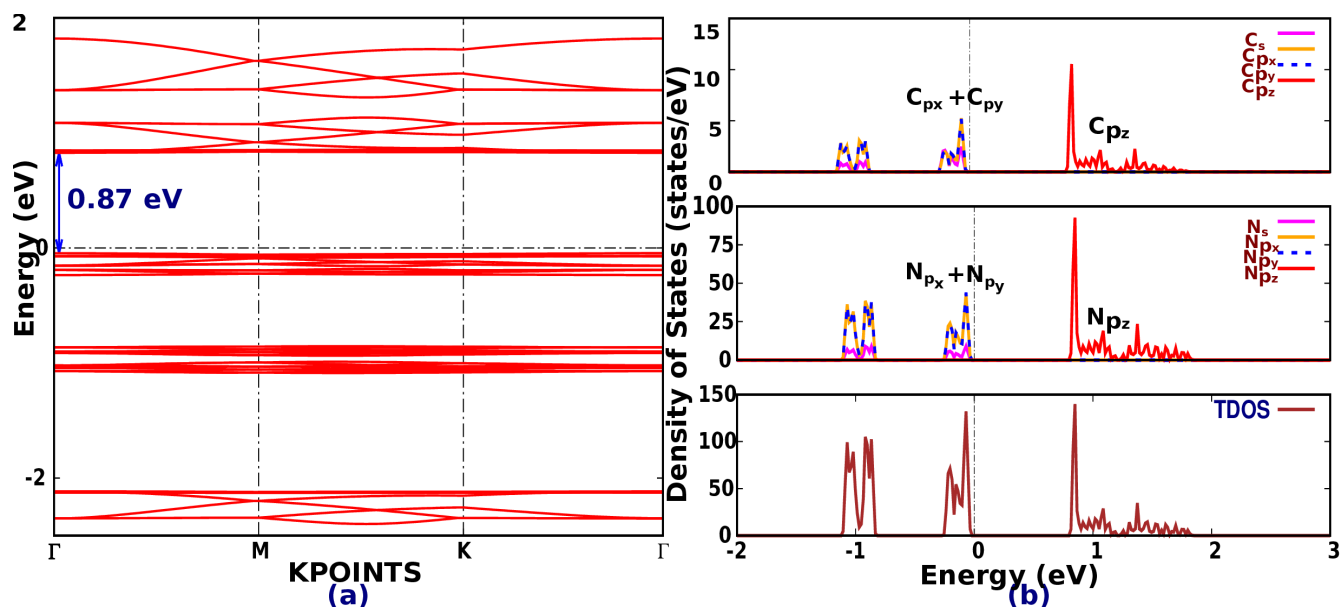 2
0
-2
Energy (eV)
0.87 eV
Γ M K Γ
KPOINTS
(a)
Density of States (states/eV)
15
10
5
0
Cpx+Cpy
Cpz
Cs
Cpx
Cpy
Cpz
100
75
50
25
0
Npx+Npy
Npz
Ns
Npx
Npy
Npz
150
100
50
0
TDOS
-2 -1 0 1 2 3
Energy (eV)
(b)